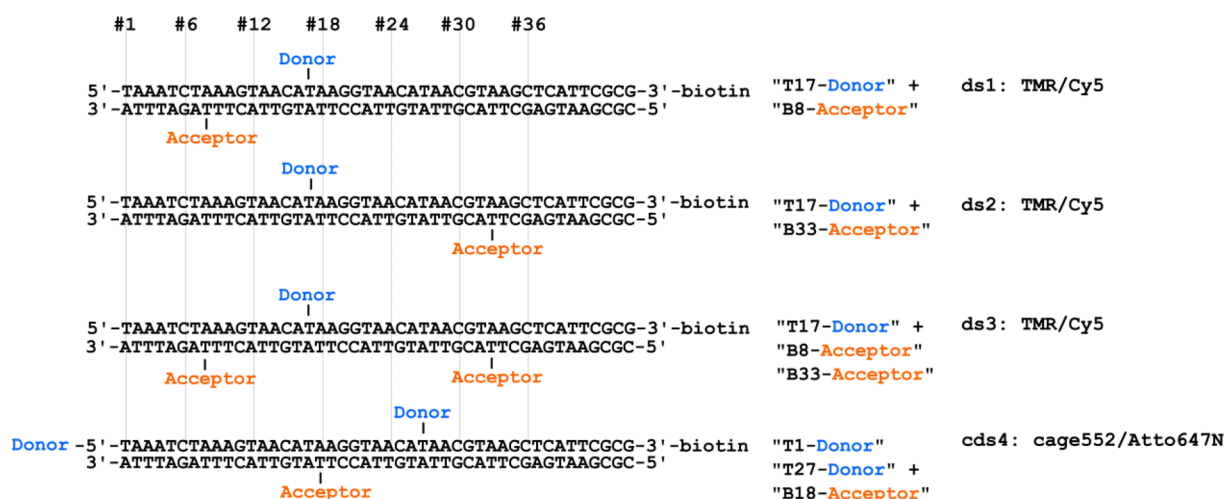 #1 #6 #12 #18 #24 #30 #36
Donor
5'-TAAATCTAAAGTAACATAAGGTAACATAACGTAAGCTCATTCGCG-3'-biotin "T17-Donor" + ds1: TMR/Cy5
3'-ATTTAGATTTCATTGTATTCCATTGTATTGCATTCGAGTAAGCGC-5' "B8-Acceptor"
Acceptor
Donor
5'-TAAATCTAAAGTAACATAAGGTAACATAACGTAAGCTCATTCGCG-3'-biotin "T17-Donor" + ds2: TMR/Cy5
3'-ATTTAGATTTCATTGTATTCCATTGTATTGCATTCGAGTAAGCGC-5' "B33-Acceptor"
Acceptor
Donor
5'-TAAATCTAAAGTAACATAAGGTAACATAACGTAAGCTCATTCGCG-3'-biotin "T17-Donor" + ds3: TMR/Cy5
3'-ATTTAGATTTCATTGTATTCCATTGTATTGCATTCGAGTAAGCGC-5' "B8-Acceptor"
Acceptor Acceptor "B33-Acceptor"
Donor
Donor -5'-TAAATCTAAAGTAACATAAGGTAACATAACGTAAGCTCATTCGCG-3'-biotin "T1-Donor" cds4: cage552/Atto647N
3'-ATTTAGATTTCATTGTATTCCATTGTATTGCATTCGAGTAAGCGC-5' "T27-Donor" +
Acceptor "B18-Acceptor"